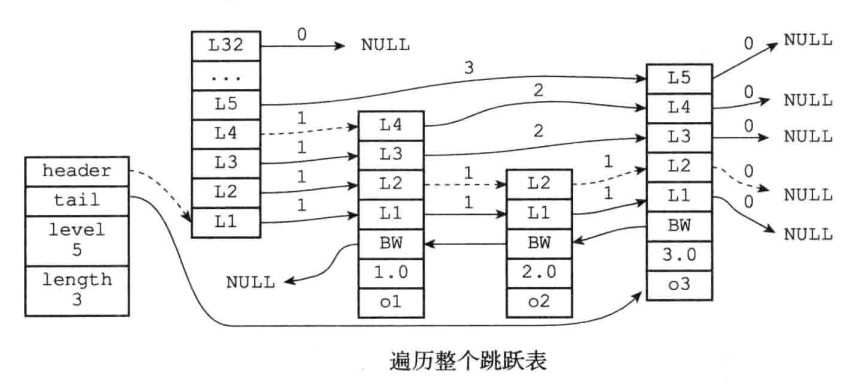 header
tail
level
5
length
3
L32
...
L5
L4
L3
L2
L1
0
NULL
3
1
1
1
1
L4
L3
L2
L1
BW
1.0
o1
NULL
2
2
1
1
L2
L1
BW
2.0
o2
1
1
L5
L4
L3
L2
L1
BW
3.0
o3
0
NULL
0
NULL
0
NULL
0
NULL
0
NULL
遍历整个跳跃表